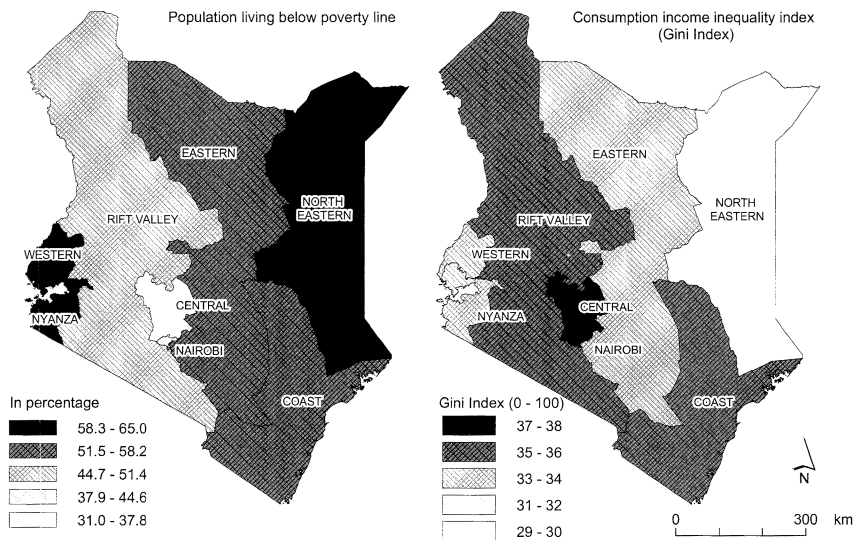 Population living below poverty line
EASTERN
NORTH
EASTERN
RIFT VALLEY
WESTERN
NYANZA
CENTRAL
NAIROBI
COAST
In percentage
58.3 - 65.0
51.5 - 58.2
44.7 - 51.4
37.9 - 44.6
31.0 - 37.8
Consumption income inequality index
(Gini Index)
EASTERN
NORTH
EASTERN
RIFT VALLEY
WESTERN
NYANZA
CENTRAL
NAIROBI
COAST
Gini Index (0 - 100)
37 - 38
35 - 36
33 - 34
31 - 32
29 - 30
N
0 300 km